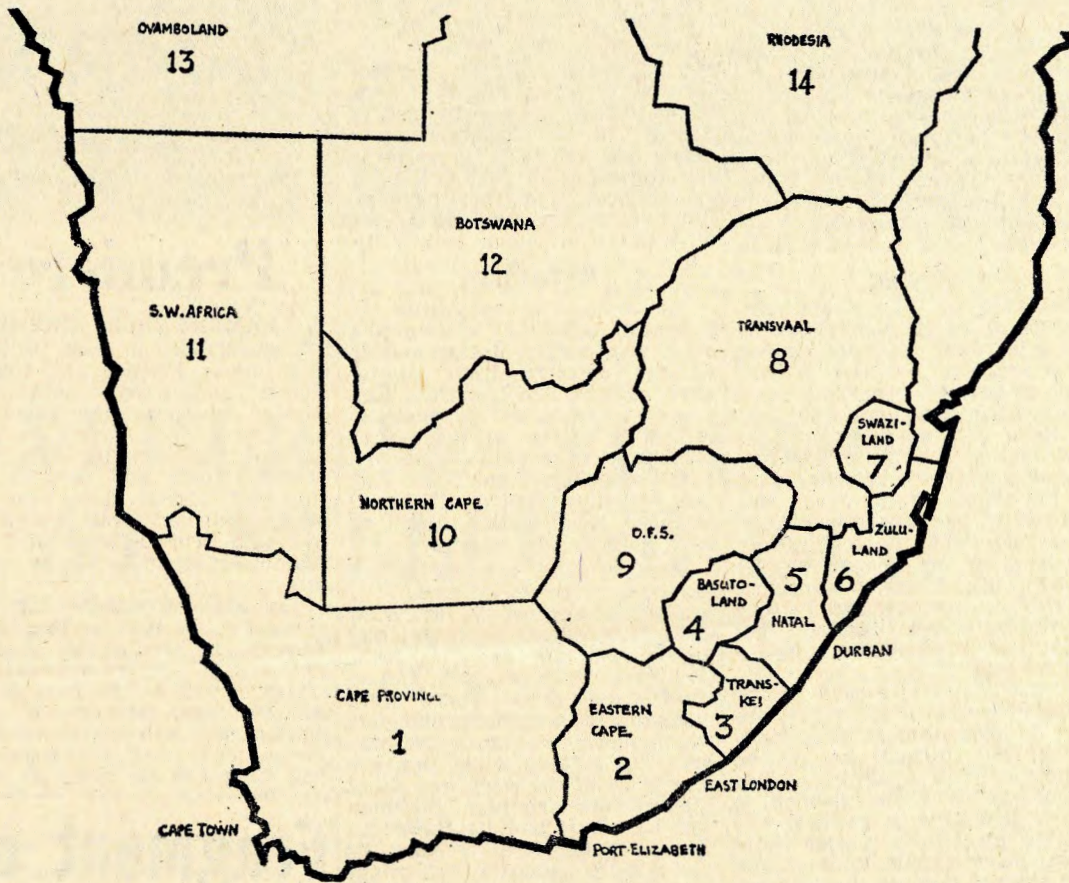 OVAMBOLAND
13
RHODESIA
14
BOTSWANA
12
S.W. AFRICA
11
TRANSVAAL
8
SWAZI-
LAND
7
NORTHERN CAPE
10
O.F.S.
9
ZULU-
LAND
6
BASUTO-
LAND
4
5
NATAL
DURBAN
CAPE PROVINCE
1
TRANS-
KEI
3
EASTERN
CAPE
2
EAST LONDON
CAPE TOWN
PORT ELIZABETH